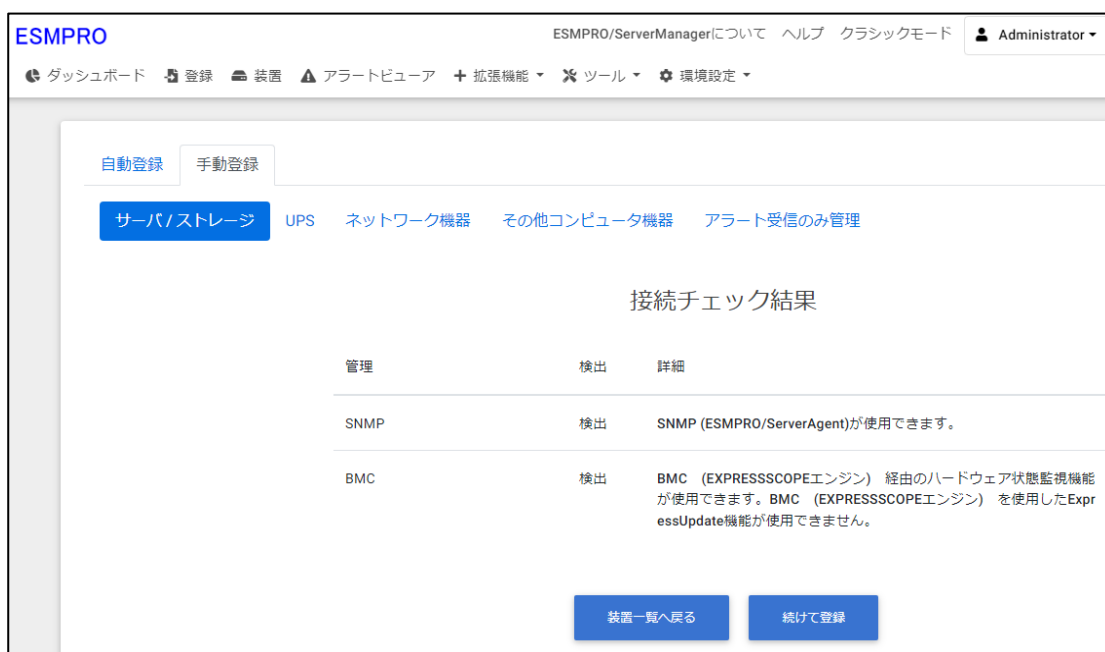 ESMPRO
ESMPRO/ServerManagerについて ヘルプ クラシックモード Administrator
ダッシュボード 登録 装置 アラートビューア 拡張機能 ツール 環境設定
自動登録 手動登録
サーバ / ストレージ UPS ネットワーク機器 その他コンピュータ機器 アラート受信のみ管理
接続チェック結果
管理 検出 詳細
SNMP 検出 SNMP (ESMPRO/ServerAgent)が使用できます。
BMC 検出 BMC (EXPRESSSCOPEエンジン) 経由のハードウェア状態監視機能
が使用できます。BMC (EXPRESSSCOPEエンジン) を使用したExpr
essUpdate機能が使用できません。
装置一覧へ戻る 続けて登録